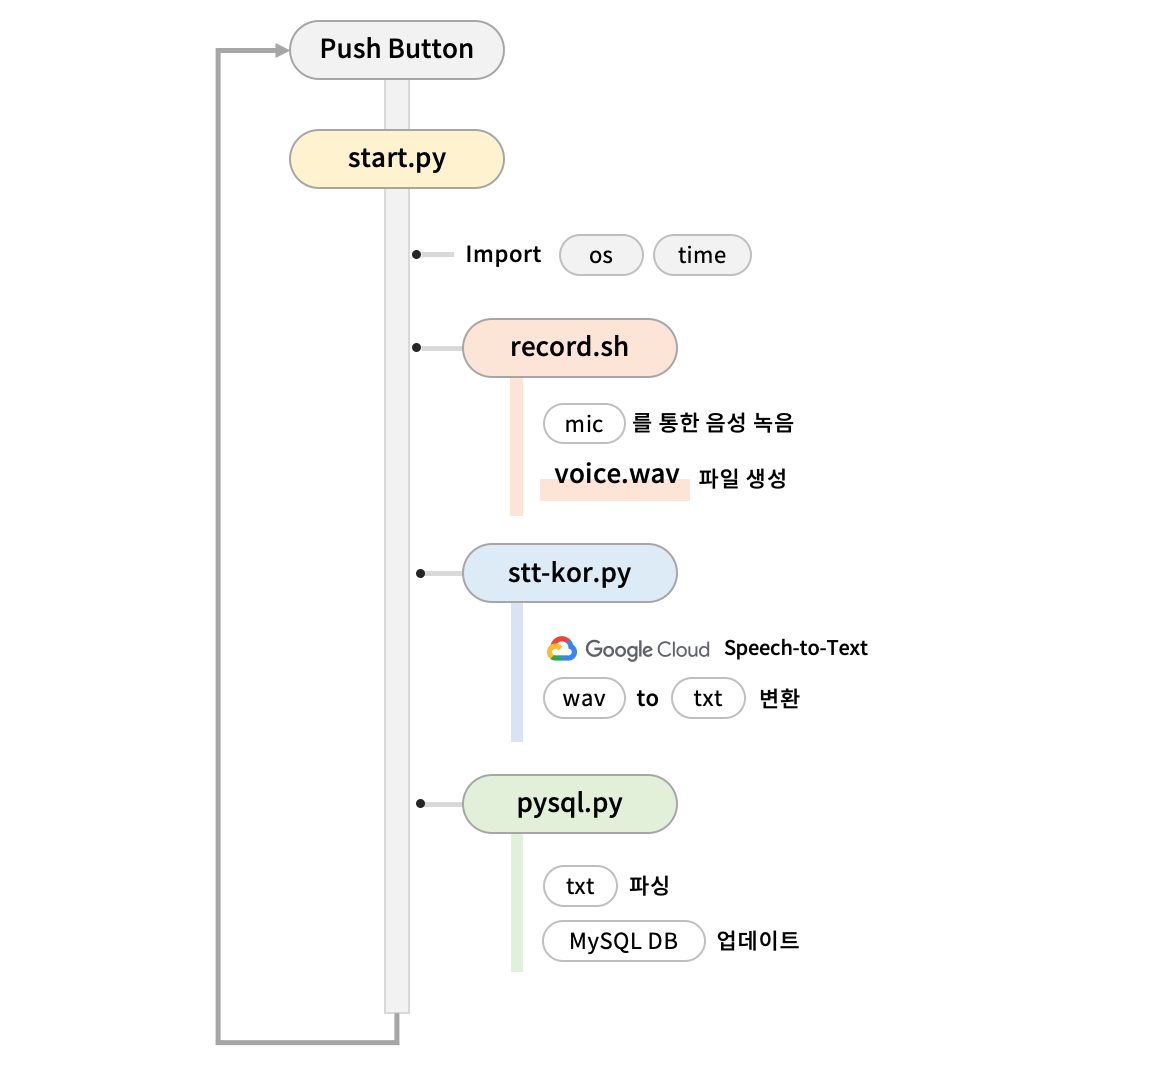 Push Button
start.py
Import os time
record.sh
mic 를 통한 음성 녹음
voice.wav 파일 생성
stt-kor.py
Google Cloud Speech-to-Text
wav to txt 변환
pysql.py
txt 파싱
MySQL DB 업데이트